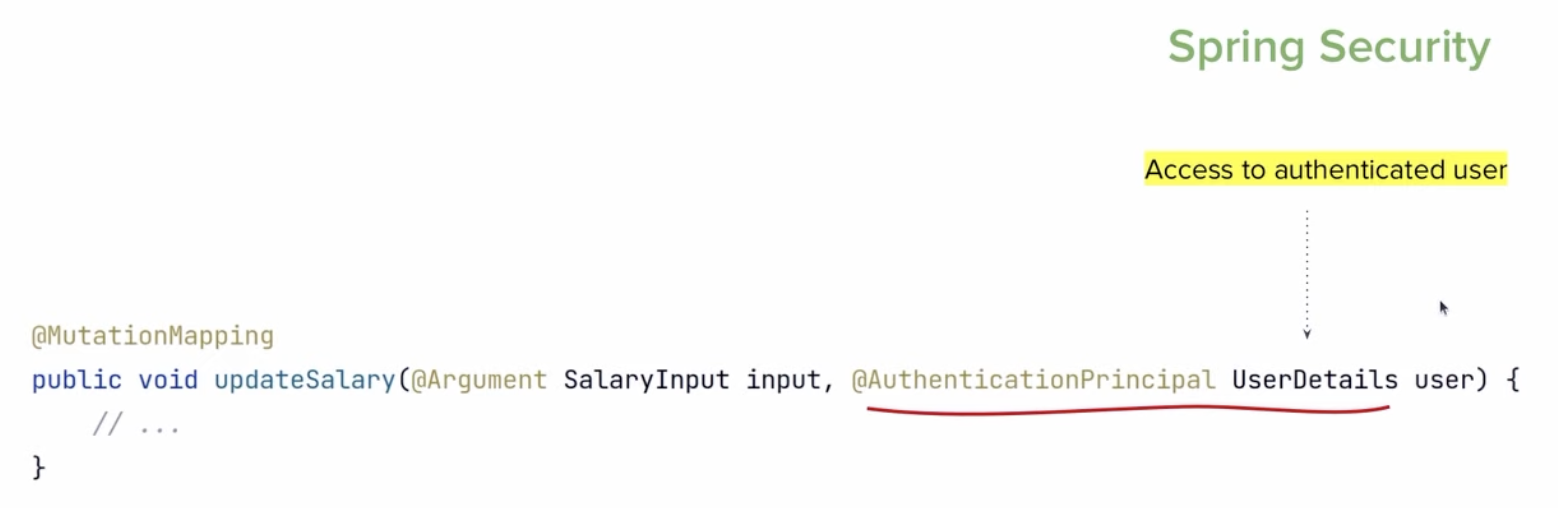 Spring Security
Access to authenticated user
@MutationMapping
public void updateSalary(@Argument SalaryInput input, @AuthenticationPrincipal UserDetails user) {
    // ...
}